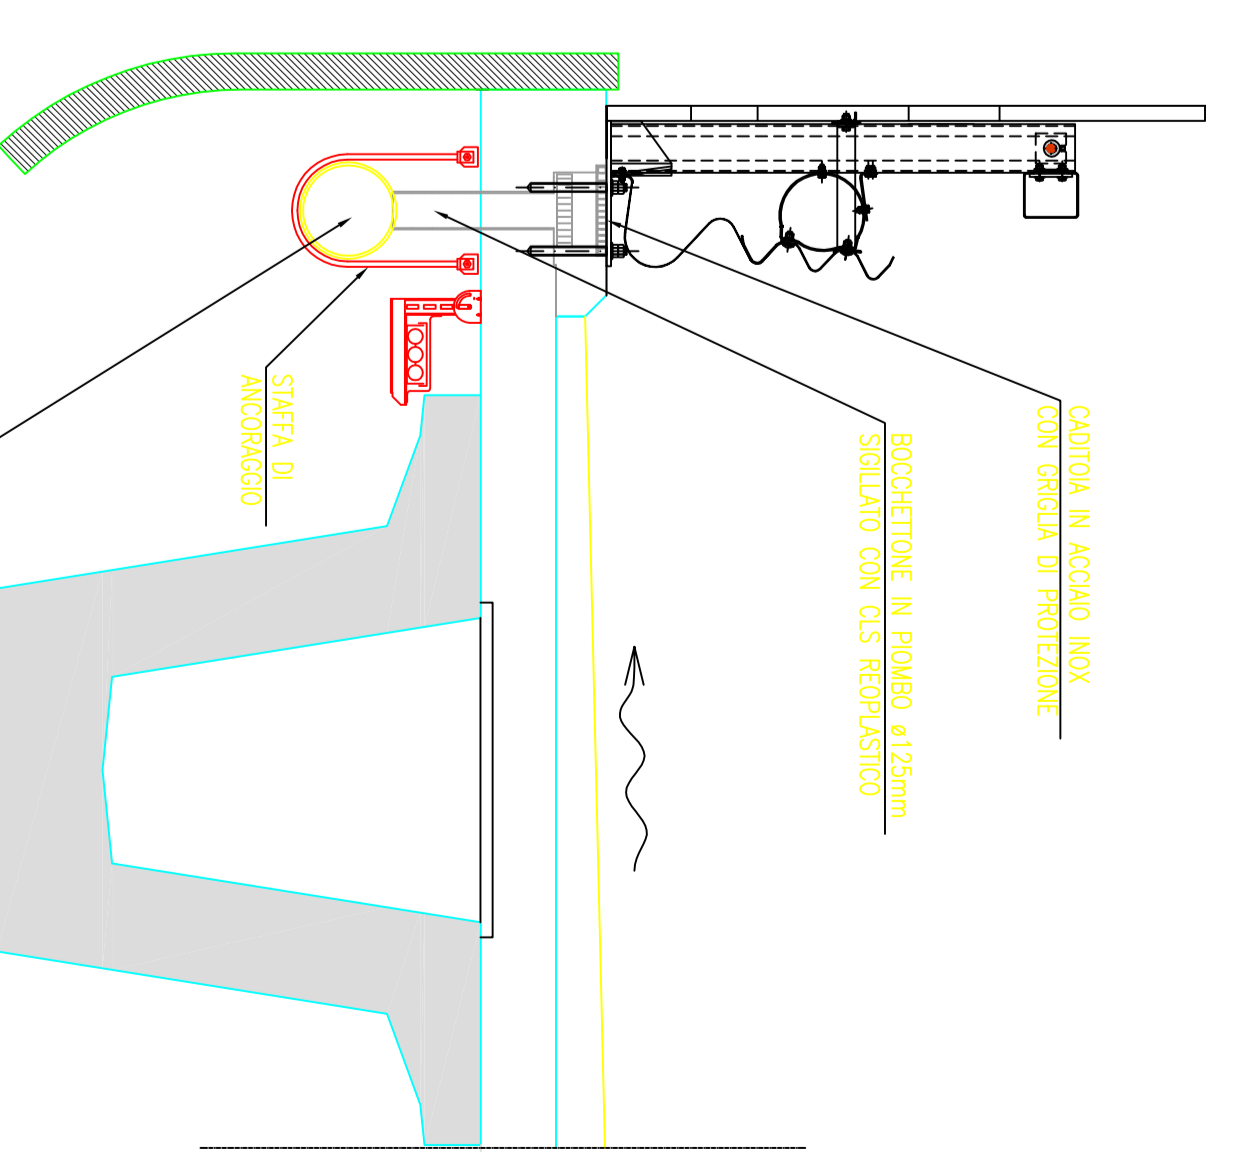 CADITOIA IN ACCIAIO INOX
CON GRIGLIA DI PROTEZIONE
BOCCHETTONE IN PIOMBO ø125mm
SIGILLATO CON CLS REOPLASTICO
STAFFA DI
ANCORAGGIO